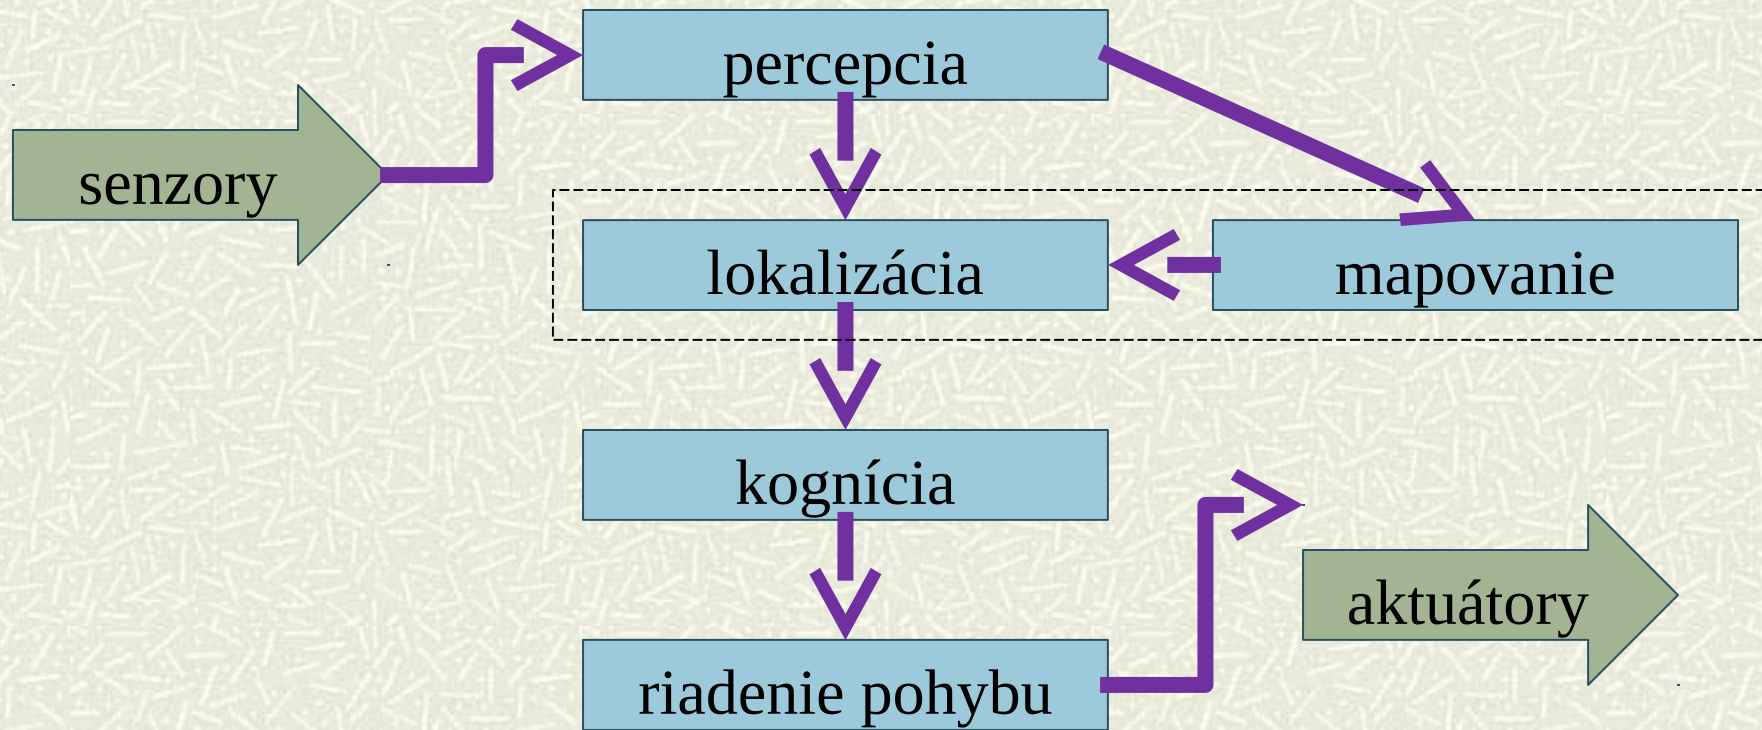 percepcia
senzory
lokalizácia
mapovanie
kognícia
aktuátory
riadenie pohybu